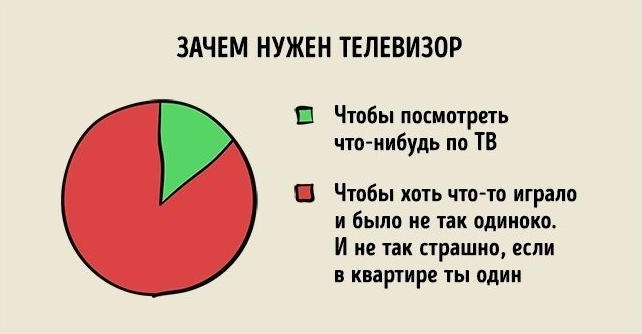 ЗАЧЕМ НУЖЕН ТЕЛЕВИЗОР
Чтобы посмотреть
что-нибудь по ТВ
Чтобы хоть что-то играло
и было не так одиноко.
И не так страшно, если
в квартире ты один